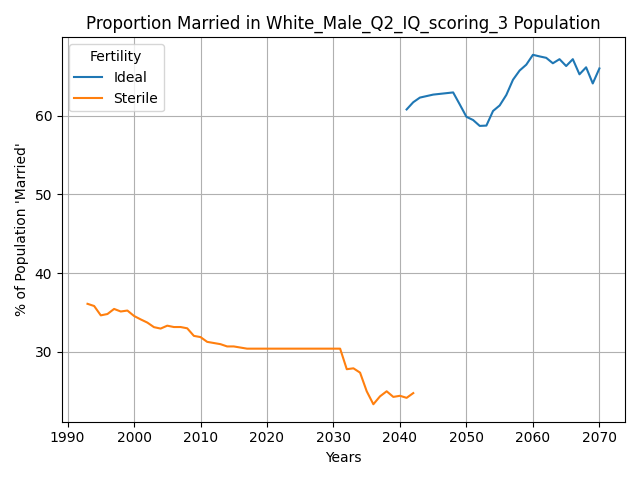 Proportion Married in White_Male_Q2_IQ_scoring_3 Population
Fertility
Ideal
Sterile
% of Population 'Married'
60
50
40
30
1990 2000 2010 2020 2030 2040 2050 2060 2070
Years